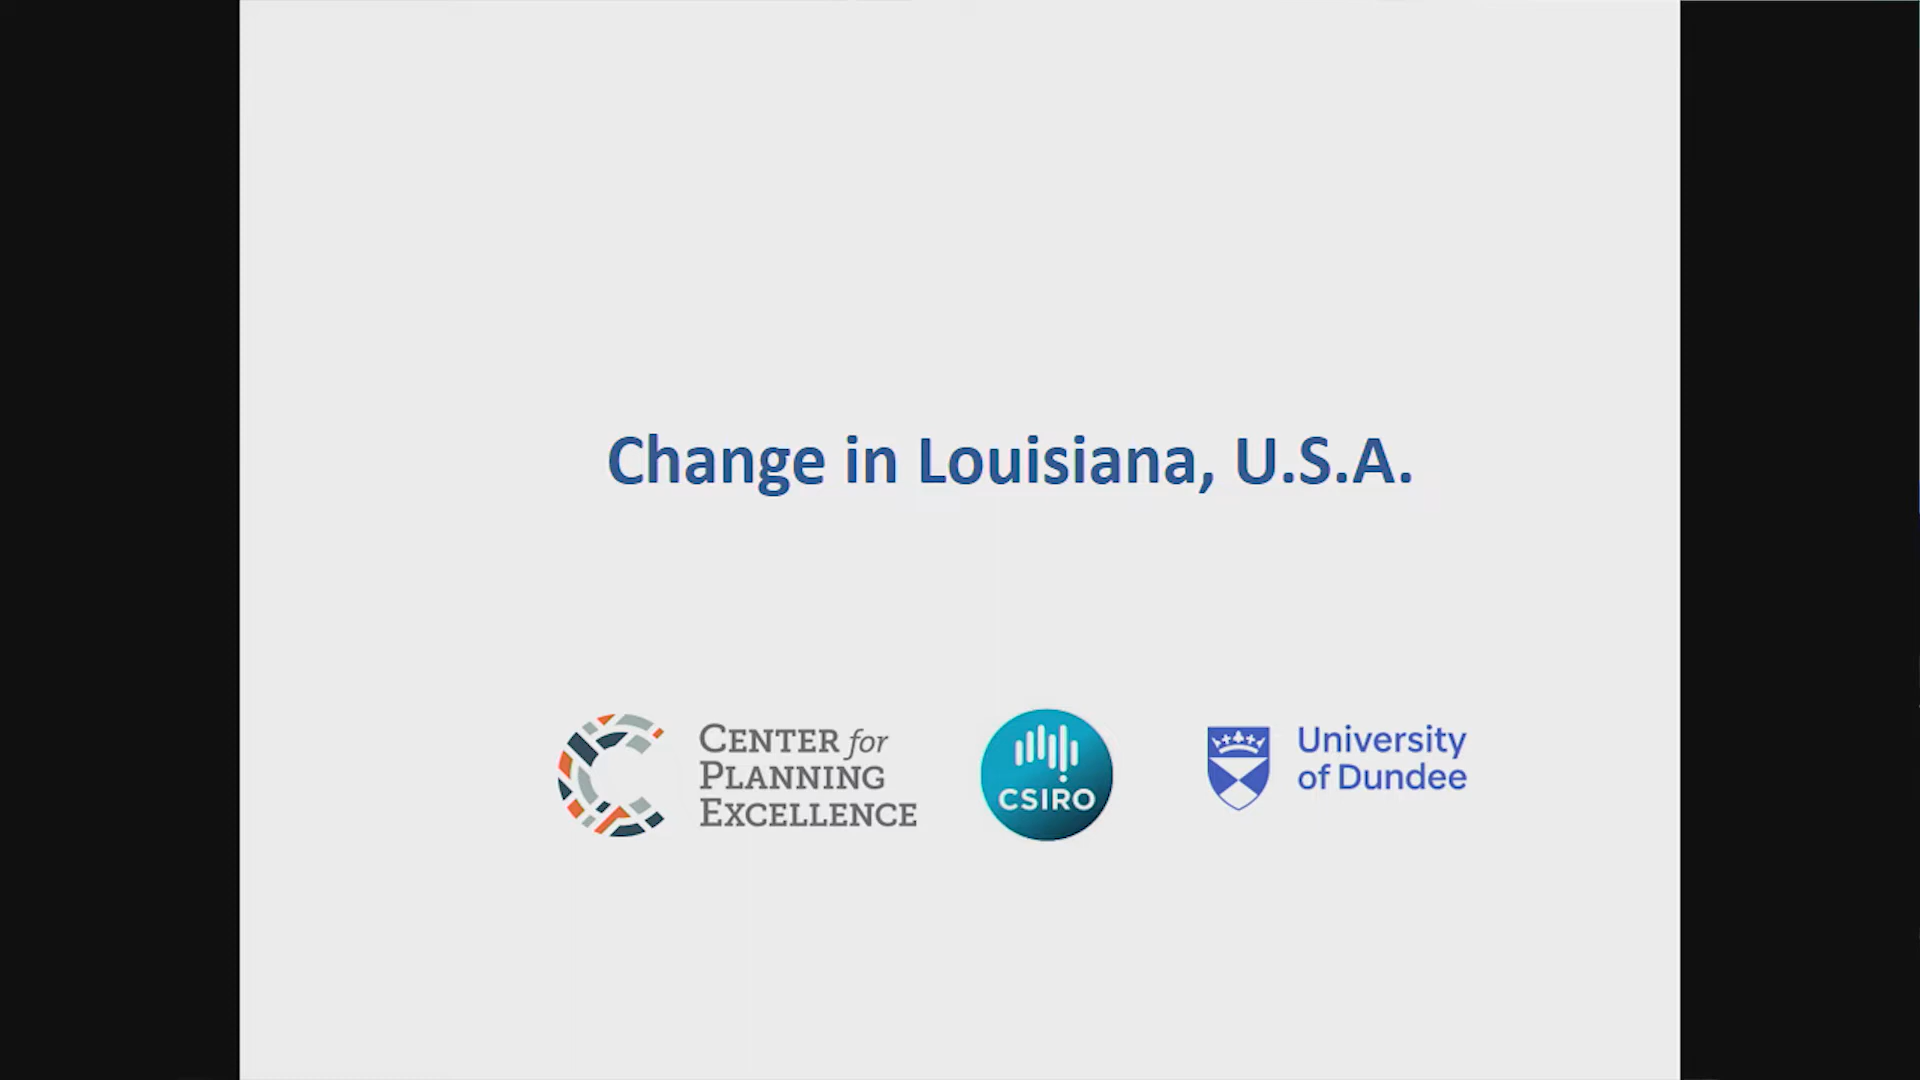 Change in Louisiana, U.S.A.
CENTER for
PLANNING
EXCELLENCE
CSIRO
University
of Dundee